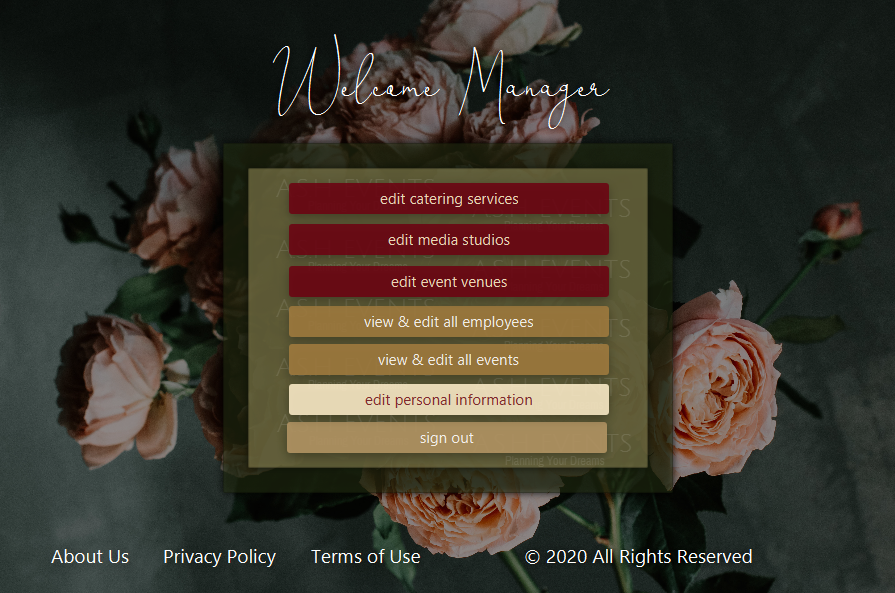 Welcome Manager
edit catering services
edit media studios
edit event venues
view & edit all employees
view & edit all events
edit personal information
sign out
Planning Your Dreams
About Us Privacy Policy Terms of Use © 2020 All Rights Reserved